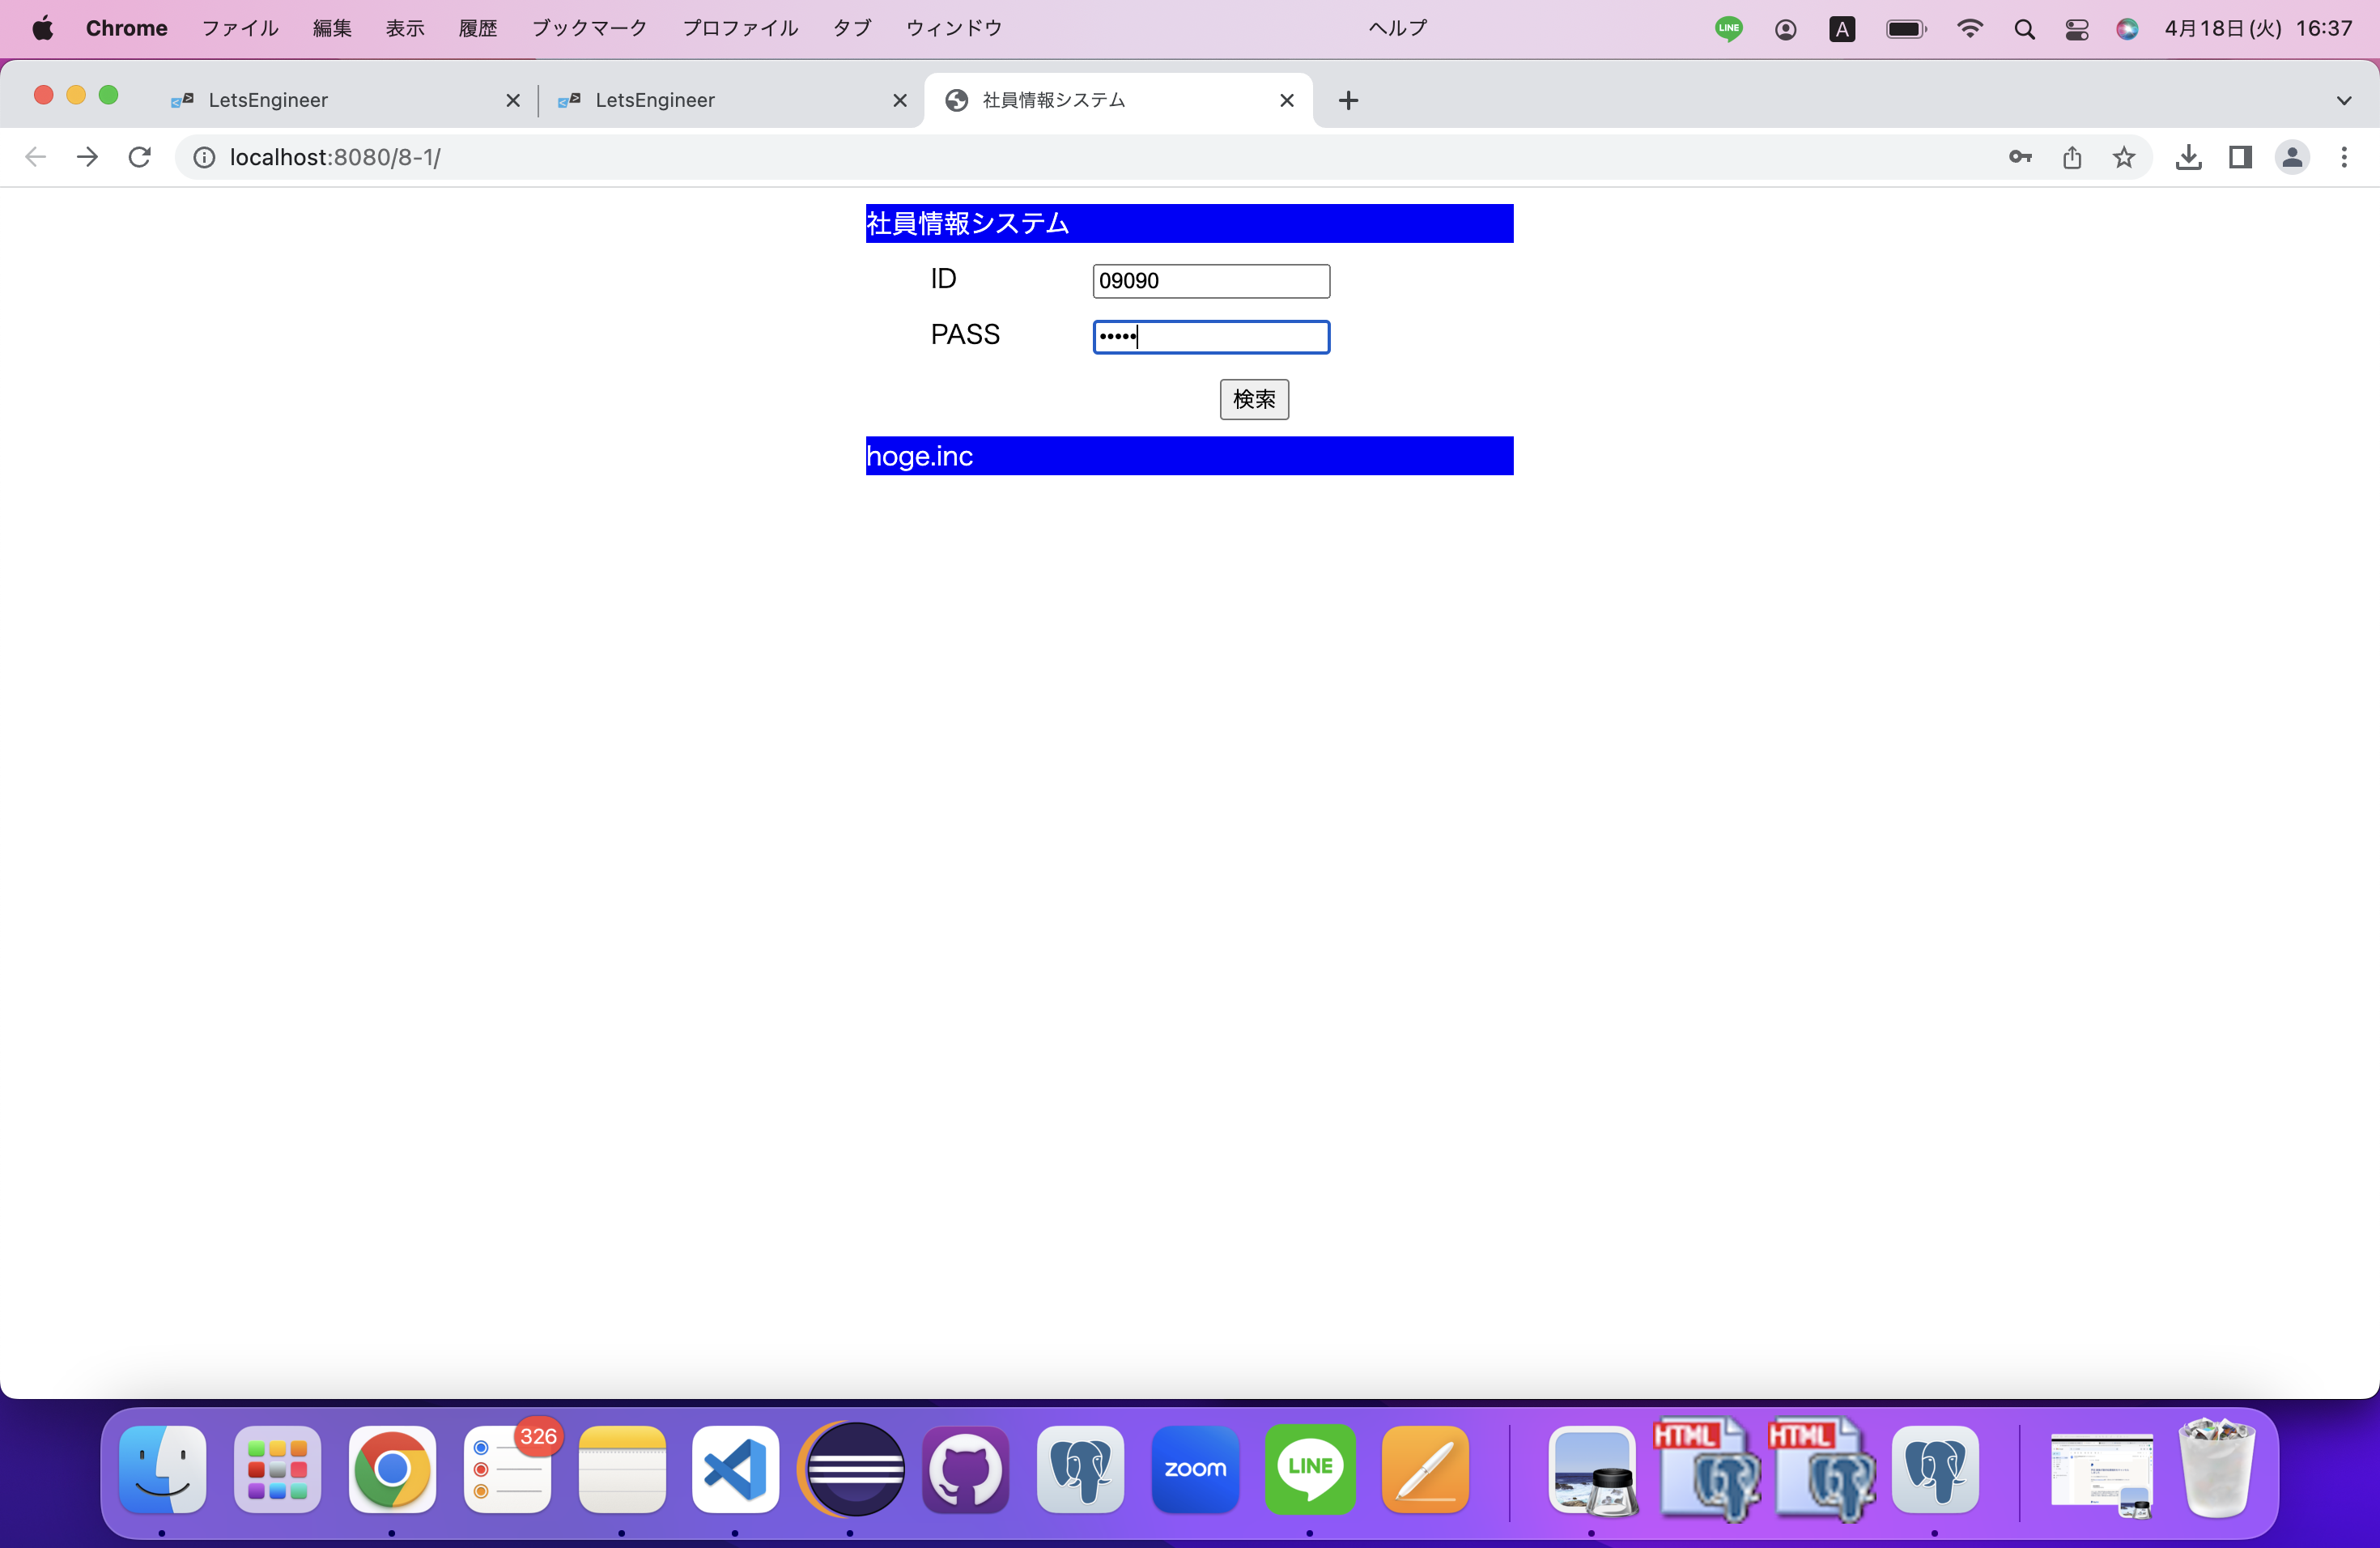 Chrome ファイル 編集 表示 履歴 ブックマーク プロファイル タブ ウィンドウ ヘルプ LINE A 4月18日(火) 16:37
LetsEngineer LetsEngineer 社員情報システム
localhost:8080/8-1/
社員情報システム
ID 09090
PASS •••••
検索
hoge.inc
326
zoom LINE HTML HTML